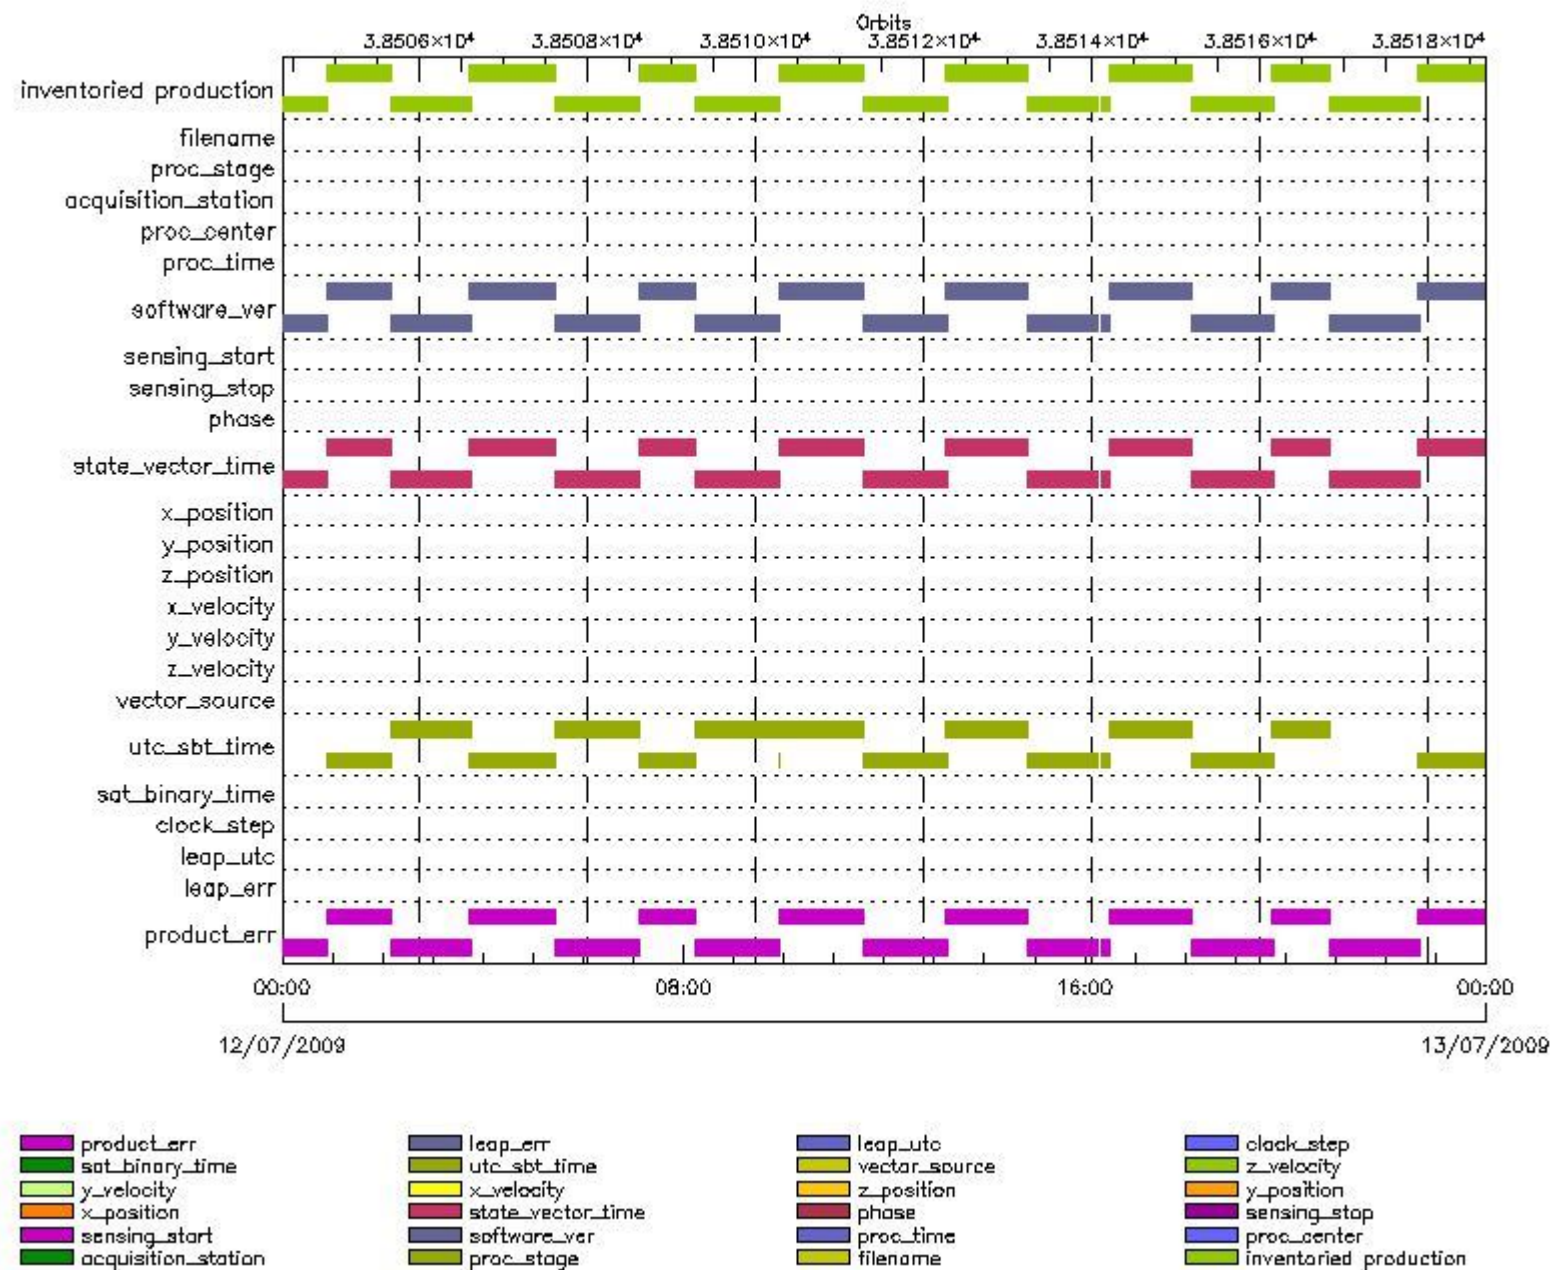 Orbits
3.8506×10⁴ 3.8508×10⁴ 3.8510×10⁴ 3.8512×10⁴ 3.8514×10⁴ 3.8516×10⁴ 3.8518×10⁴
inventoried production
filename
proc_stage
acquisition_station
proc_center
proc_time
software_ver
sensing_start
sensing_stop
phase
state_vector_time
x_position
y_position
z_position
x_velocity
y_velocity
z_velocity
vector_source
utc_sbt_time
sat_binary_time
clock_step
leap_utc
leap_err
product_err
00:00 08:00 16:00 00:00
12/07/2009 13/07/2009
product_err leap_err leap_utc clock_step
sat_binary_time utc_sbt_time vector_source z_velocity
y_velocity x_velocity z_position y_position
x_position state_vector_time phase sensing_stop
sensing_start software_ver proc_time proc_center
acquisition_station proc_stage filename inventoried production